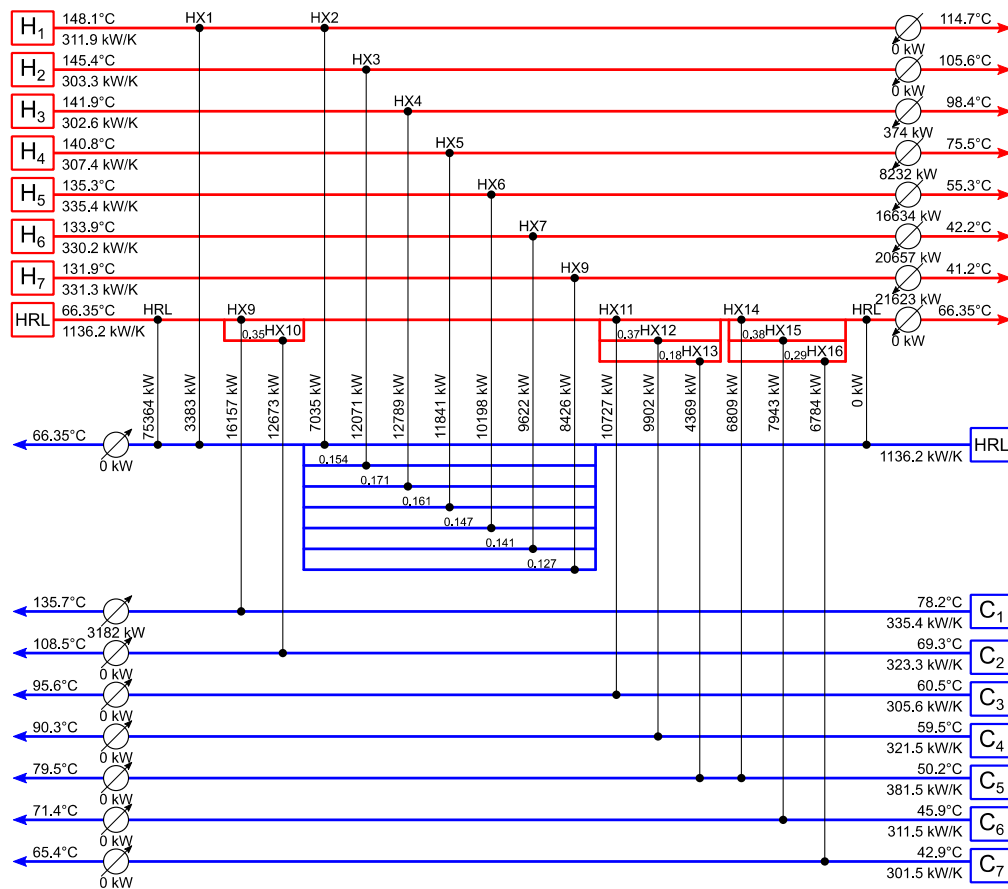 H1 148.1°C HX1 HX2 114.7°C
311.9 kW/K 0 kW
H2 145.4°C HX3 105.6°C
303.3 kW/K 0 kW
H3 141.9°C HX4 98.4°C
302.6 kW/K 374 kW
H4 140.8°C HX5 75.5°C
307.4 kW/K 8232 kW
H5 135.3°C HX6 55.3°C
335.4 kW/K 16634 kW
H6 133.9°C HX7 42.2°C
330.2 kW/K 20657 kW
H7 131.9°C HX9 41.2°C
331.3 kW/K 21623 kW
HRL 66.35°C HRL HX9 HX11 HX14 HRL 66.35°C
1136.2 kW/K 0.35 HX10 0.37 HX12 0.38 HX15 0 kW
0.18 HX13 0.29 HX16
75364 kW
3383 kW
16157 kW
12673 kW
7035 kW
12071 kW
12789 kW
11841 kW
10198 kW
9622 kW
8426 kW
10727 kW
9902 kW
4369 kW
6809 kW
7943 kW
6784 kW
0 kW
66.35°C HRL
0 kW 1136.2 kW/K
0.154
0.171
0.161
0.147
0.141
0.127
135.7°C 78.2°C C1
3182 kW 335.4 kW/K
108.5°C 69.3°C C2
0 kW 323.3 kW/K
95.6°C 60.5°C C3
0 kW 305.6 kW/K
90.3°C 59.5°C C4
0 kW 321.5 kW/K
79.5°C 50.2°C C5
0 kW 381.5 kW/K
71.4°C 45.9°C C6
0 kW 311.5 kW/K
65.4°C 42.9°C C7
0 kW 301.5 kW/K